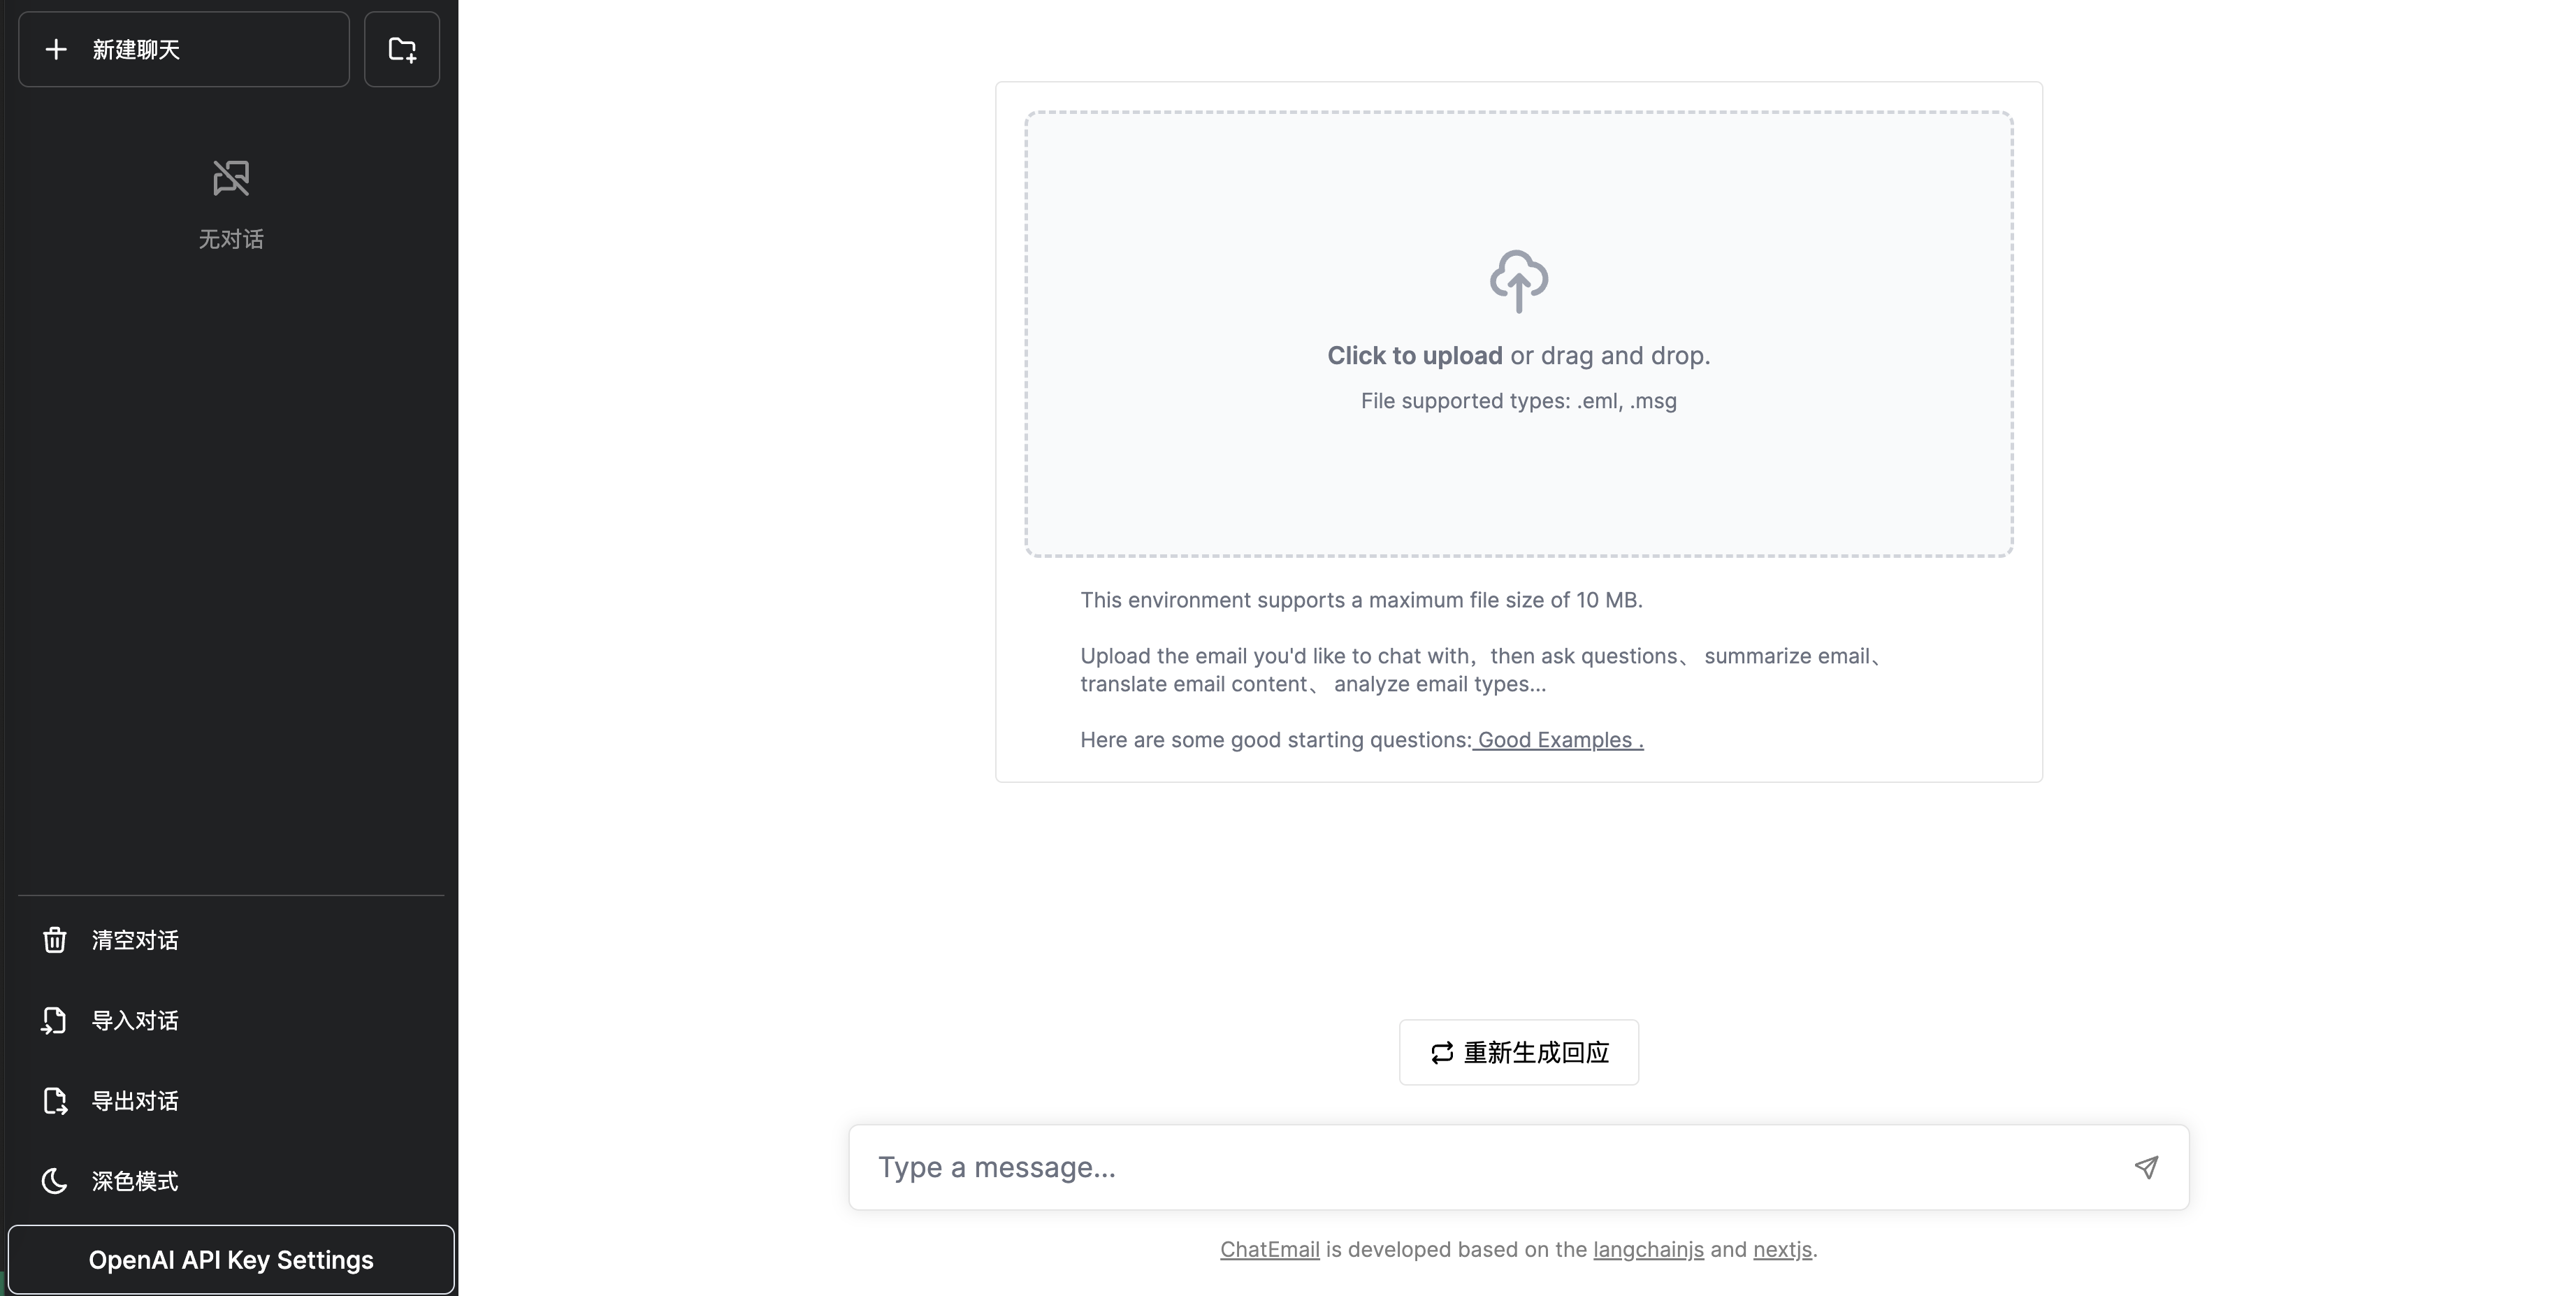 新建聊天
无对话
清空对话
导入对话
导出对话
深色模式
OpenAI API Key Settings
Click to upload or drag and drop.
File supported types: .eml, .msg
This environment supports a maximum file size of 10 MB.
Upload the email you'd like to chat with，then ask questions、 summarize email、
translate email content、 analyze email types...
Here are some good starting questions: Good Examples .
重新生成回应
Type a message...
ChatEmail is developed based on the langchainjs and nextjs.